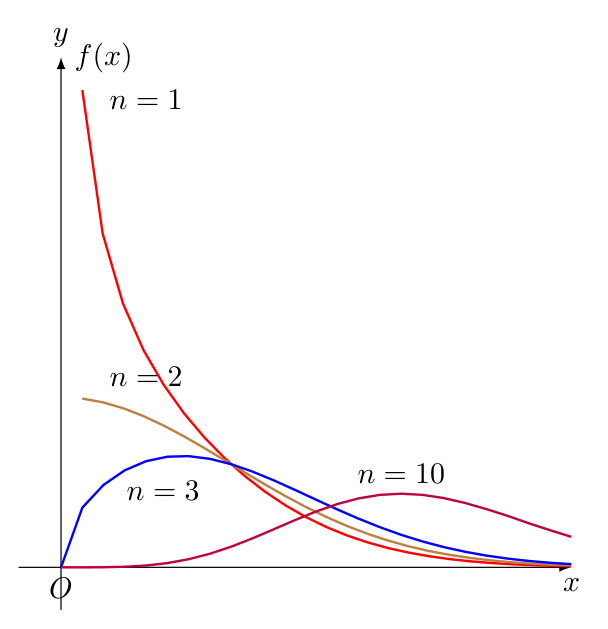 y
f(x)
n = 1
n = 2
n = 3
n = 10
O
x